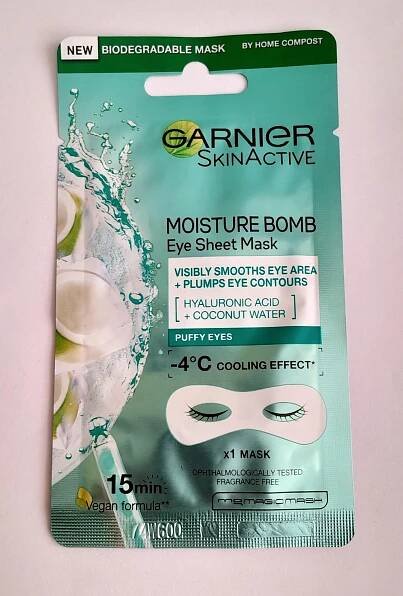 NEW BIODEGRADABLE MASK BY HOME COMPOST
GARNIER
SKINACTIVE
MOISTURE BOMB
Eye Sheet Mask
VISIBLY SMOOTHS EYE AREA
+ PLUMPS EYE CONTOURS
[ HYALURONIC ACID
+ COCONUT WATER ]
PUFFY EYES
-4°C COOLING EFFECT*
x1 MASK
OPHTHALMOLOGICALLY TESTED
FRAGRANCE FREE
15min
Vegan formula**